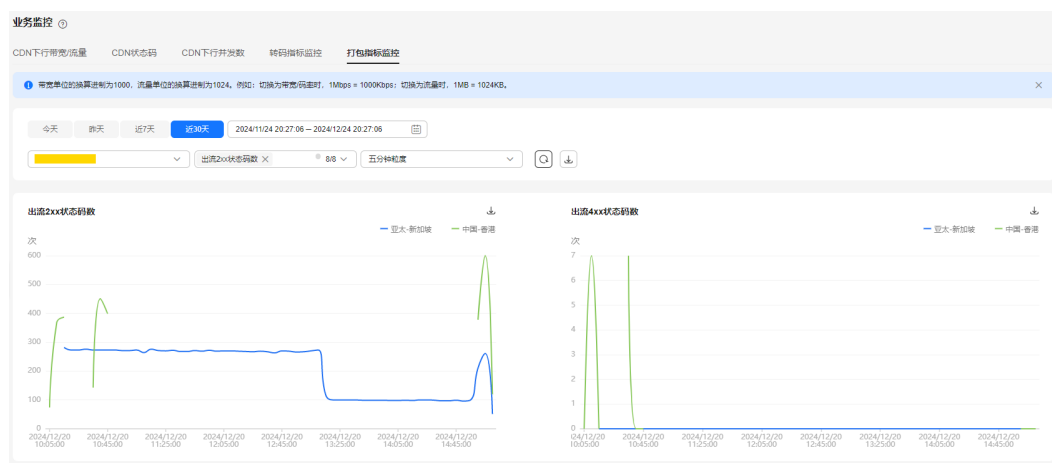 业务监控
CDN下行带宽/流量 CDN状态码 CDN下行并发数 转码指标监控 打包指标监控
带宽单位的换算进制为1000，流量单位的换算进制为1024。例如：切换为带宽/码率时，1Mbps = 1000Kbps；切换为流量时，1MB = 1024KB。
今天 昨天 近7天 近30天 2024/11/24 20:27:06 – 2024/12/24 20:27:06
出流2xx状态码数 8/8 五分钟粒度
出流2xx状态码数
亚太-新加坡 中国-香港
次
600
500
400
300
200
100
0
2024/12/20 2024/12/20 2024/12/20 2024/12/20 2024/12/20 2024/12/20 2024/12/20 2024/12/20
10:05:00 10:45:00 11:25:00 12:05:00 12:45:00 13:25:00 14:05:00 14:45:00
出流4xx状态码数
亚太-新加坡 中国-香港
次
7
6
5
4
3
2
1
0
024/12/20 2024/12/20 2024/12/20 2024/12/20 2024/12/20 2024/12/20 2024/12/20 2024/12/20
10:05:00 10:45:00 11:25:00 12:05:00 12:45:00 13:25:00 14:05:00 14:45:00